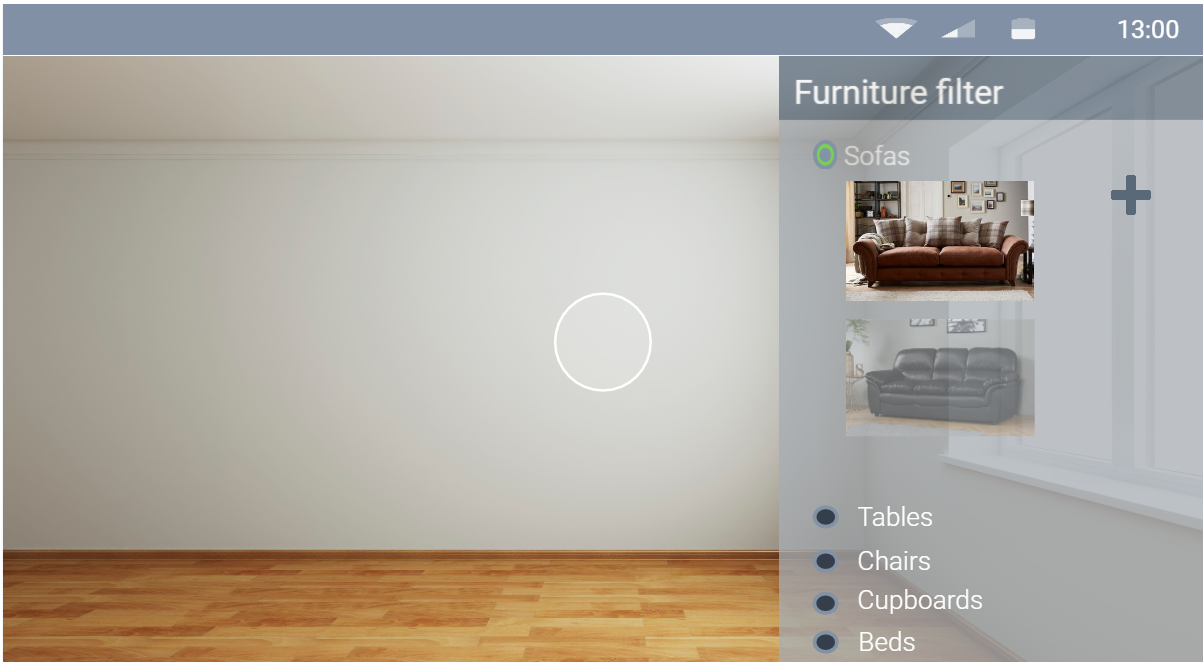 13:00
Furniture filter
Sofas
Tables
Chairs
Cupboards
Beds